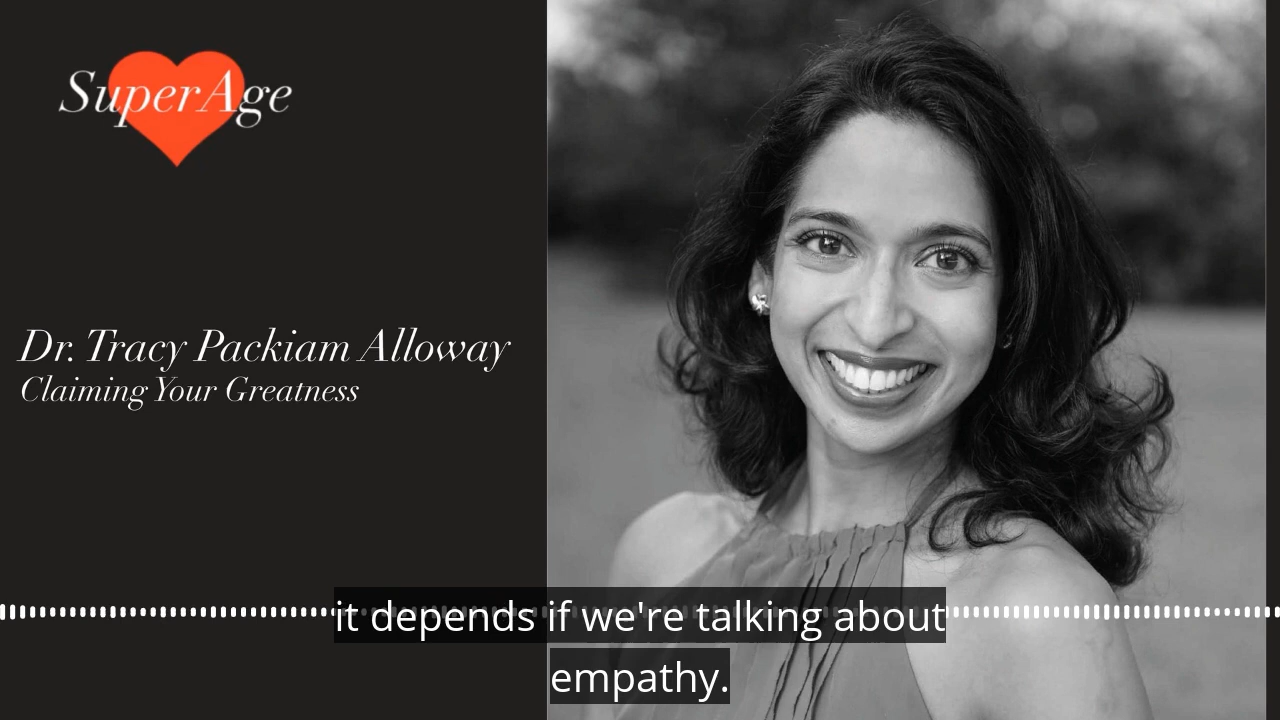 SuperAge
Dr. Tracy Packiam Alloway
Claiming Your Greatness
it depends if we're talking about
empathy.